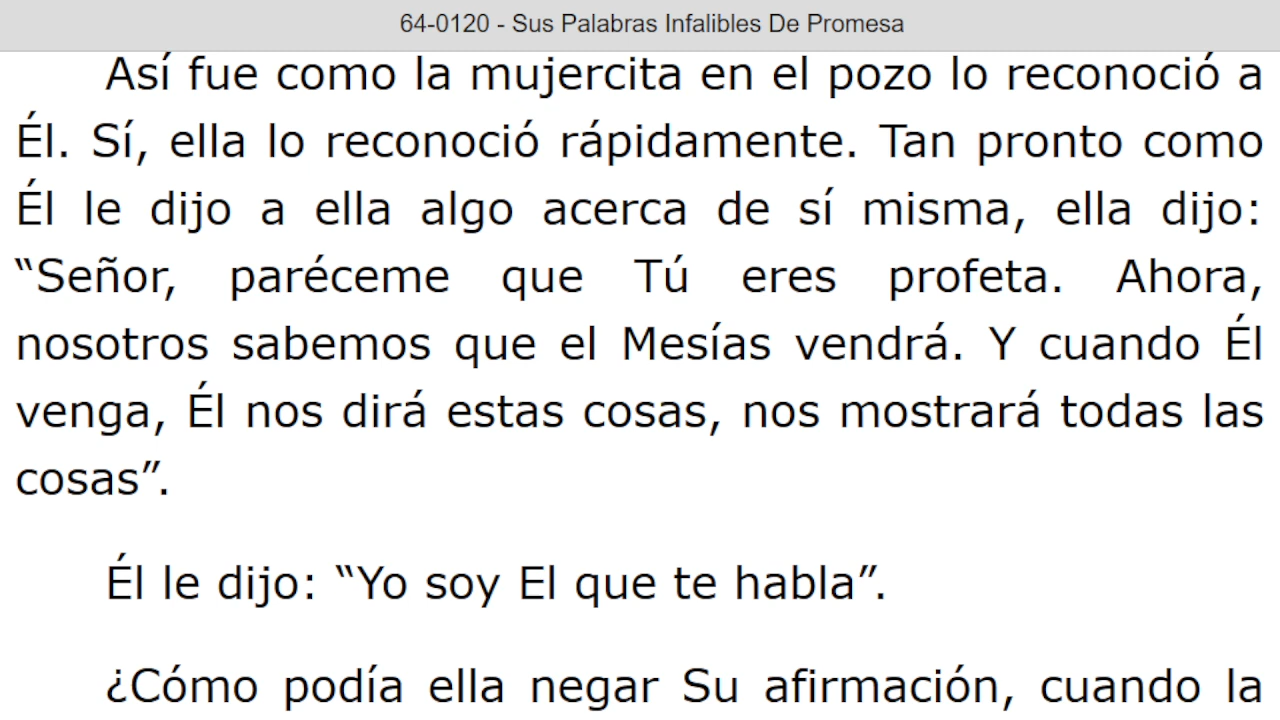 64-0120 - Sus Palabras Infalibles De Promesa
Así fue como la mujercita en el pozo lo reconoció a
Él. Sí, ella lo reconoció rápidamente. Tan pronto como
Él le dijo a ella algo acerca de sí misma, ella dijo:
“Señor, paréceme que Tú eres profeta. Ahora,
nosotros sabemos que el Mesías vendrá. Y cuando Él
venga, Él nos dirá estas cosas, nos mostrará todas las
cosas”.
Él le dijo: “Yo soy El que te habla”.
¿Cómo podía ella negar Su afirmación, cuando la